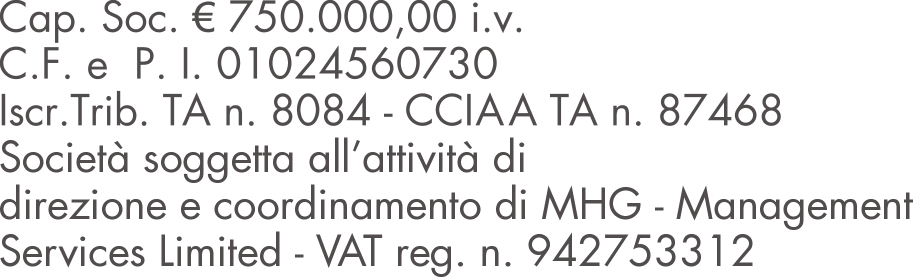 Cap. Soc. € 750.000,00 i.v.
C.F. e P. I. 01024560730
Iscr.Trib. TA n. 8084 - CCIAA TA n. 87468
Società soggetta all’attività di
direzione e coordinamento di MHG - Management
Services Limited - VAT reg. n. 942753312